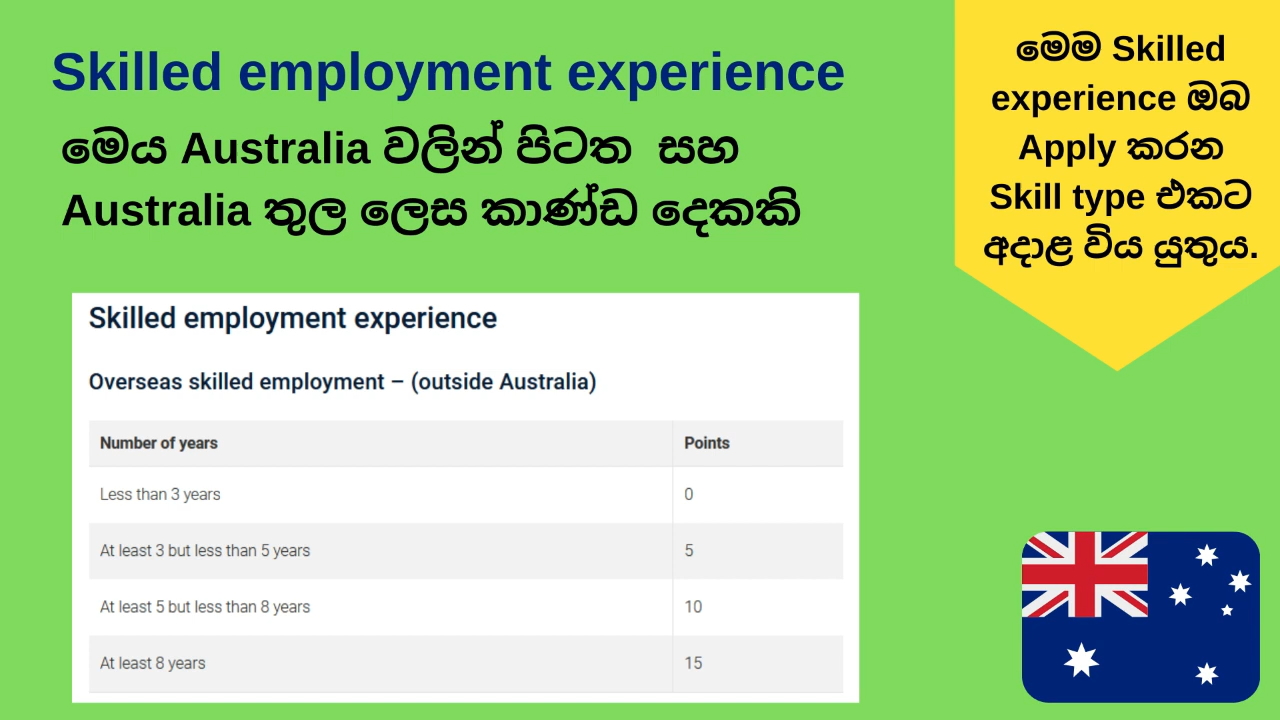 Skilled employment experience
මෙය Australia වලින් පිටත සහ
Australia තුල ලෙස කාණ්ඩ දෙකකි
මෙම Skilled
experience ඔබ
Apply කරන
Skill type එකට
අදාළ විය යුතුය.
Skilled employment experience
Overseas skilled employment – (outside Australia)
Number of years Points
Less than 3 years 0
At least 3 but less than 5 years 5
At least 5 but less than 8 years 10
At least 8 years 15